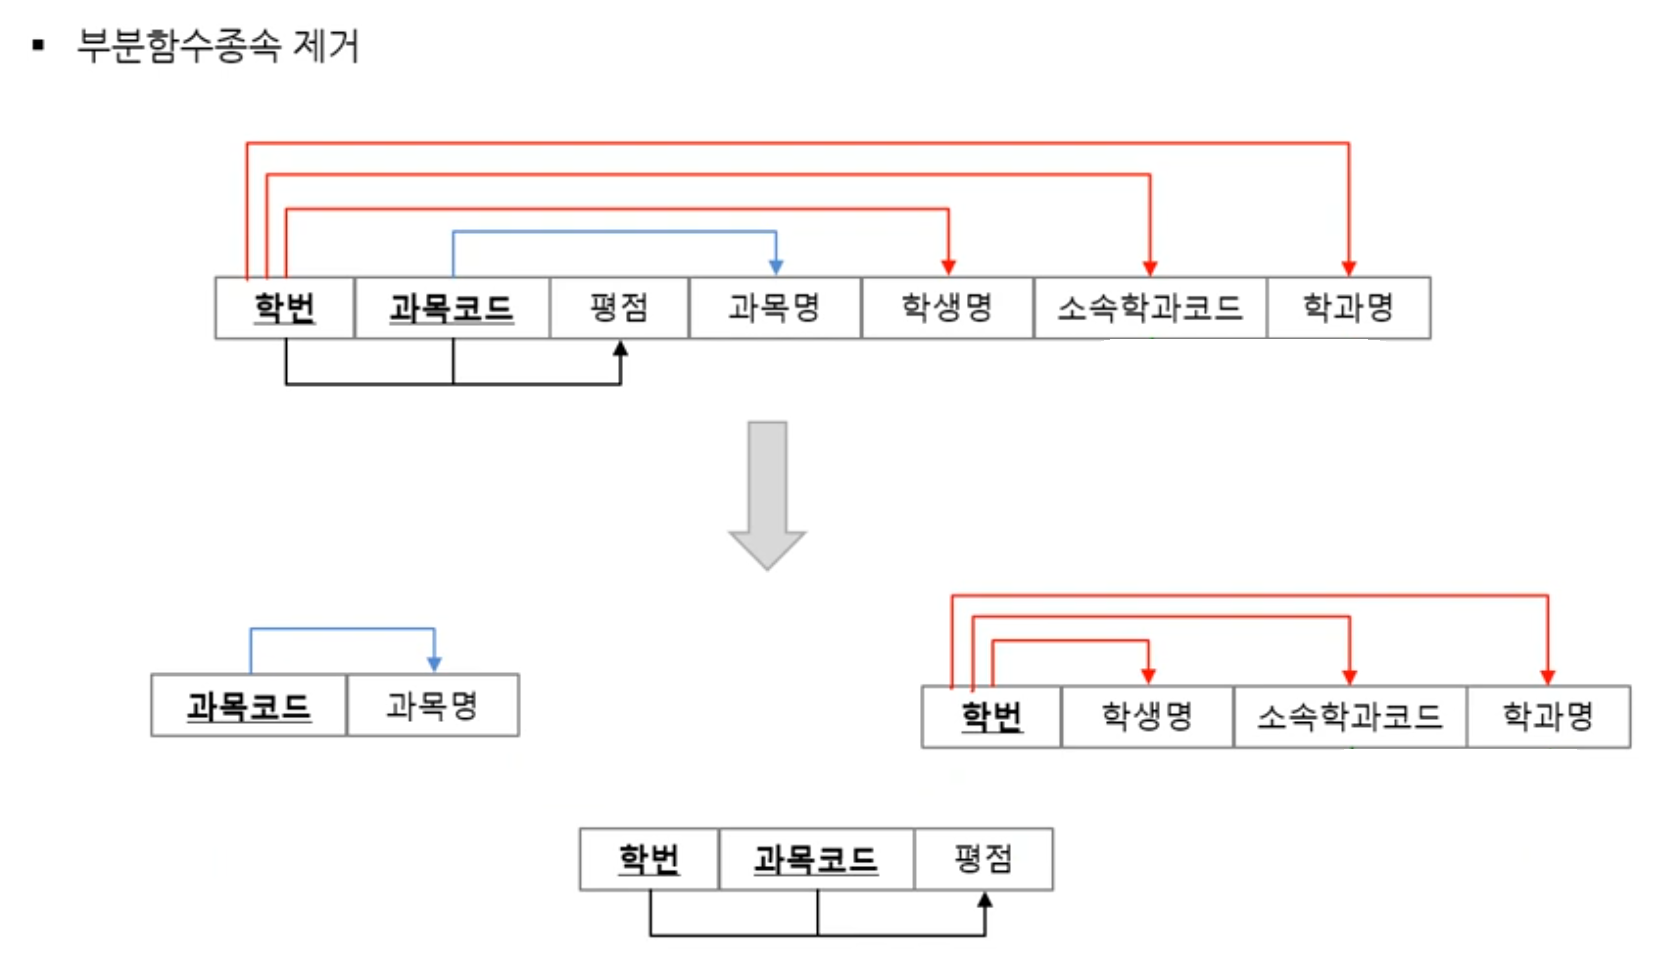 ▪ 부분함수종속 제거
학번 과목코드 평점 과목명 학생명 소속학과코드 학과명
과목코드 과목명
학번 학생명 소속학과코드 학과명
학번 과목코드 평점